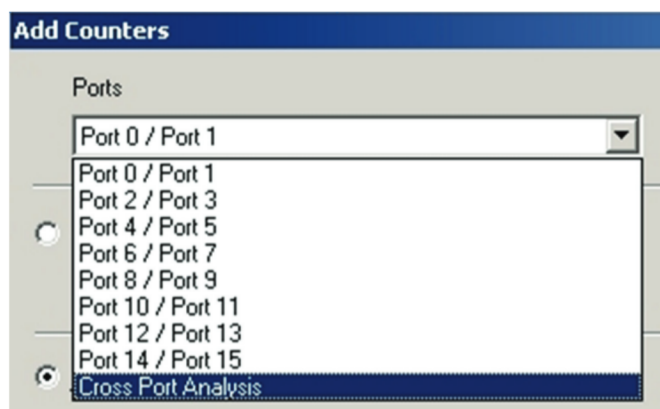 Add Counters
Ports
Port 0 / Port 1
Port 0 / Port 1
Port 2 / Port 3
Port 4 / Port 5
Port 6 / Port 7
Port 8 / Port 9
Port 10 / Port 11
Port 12 / Port 13
Port 14 / Port 15
Cross Port Analysis